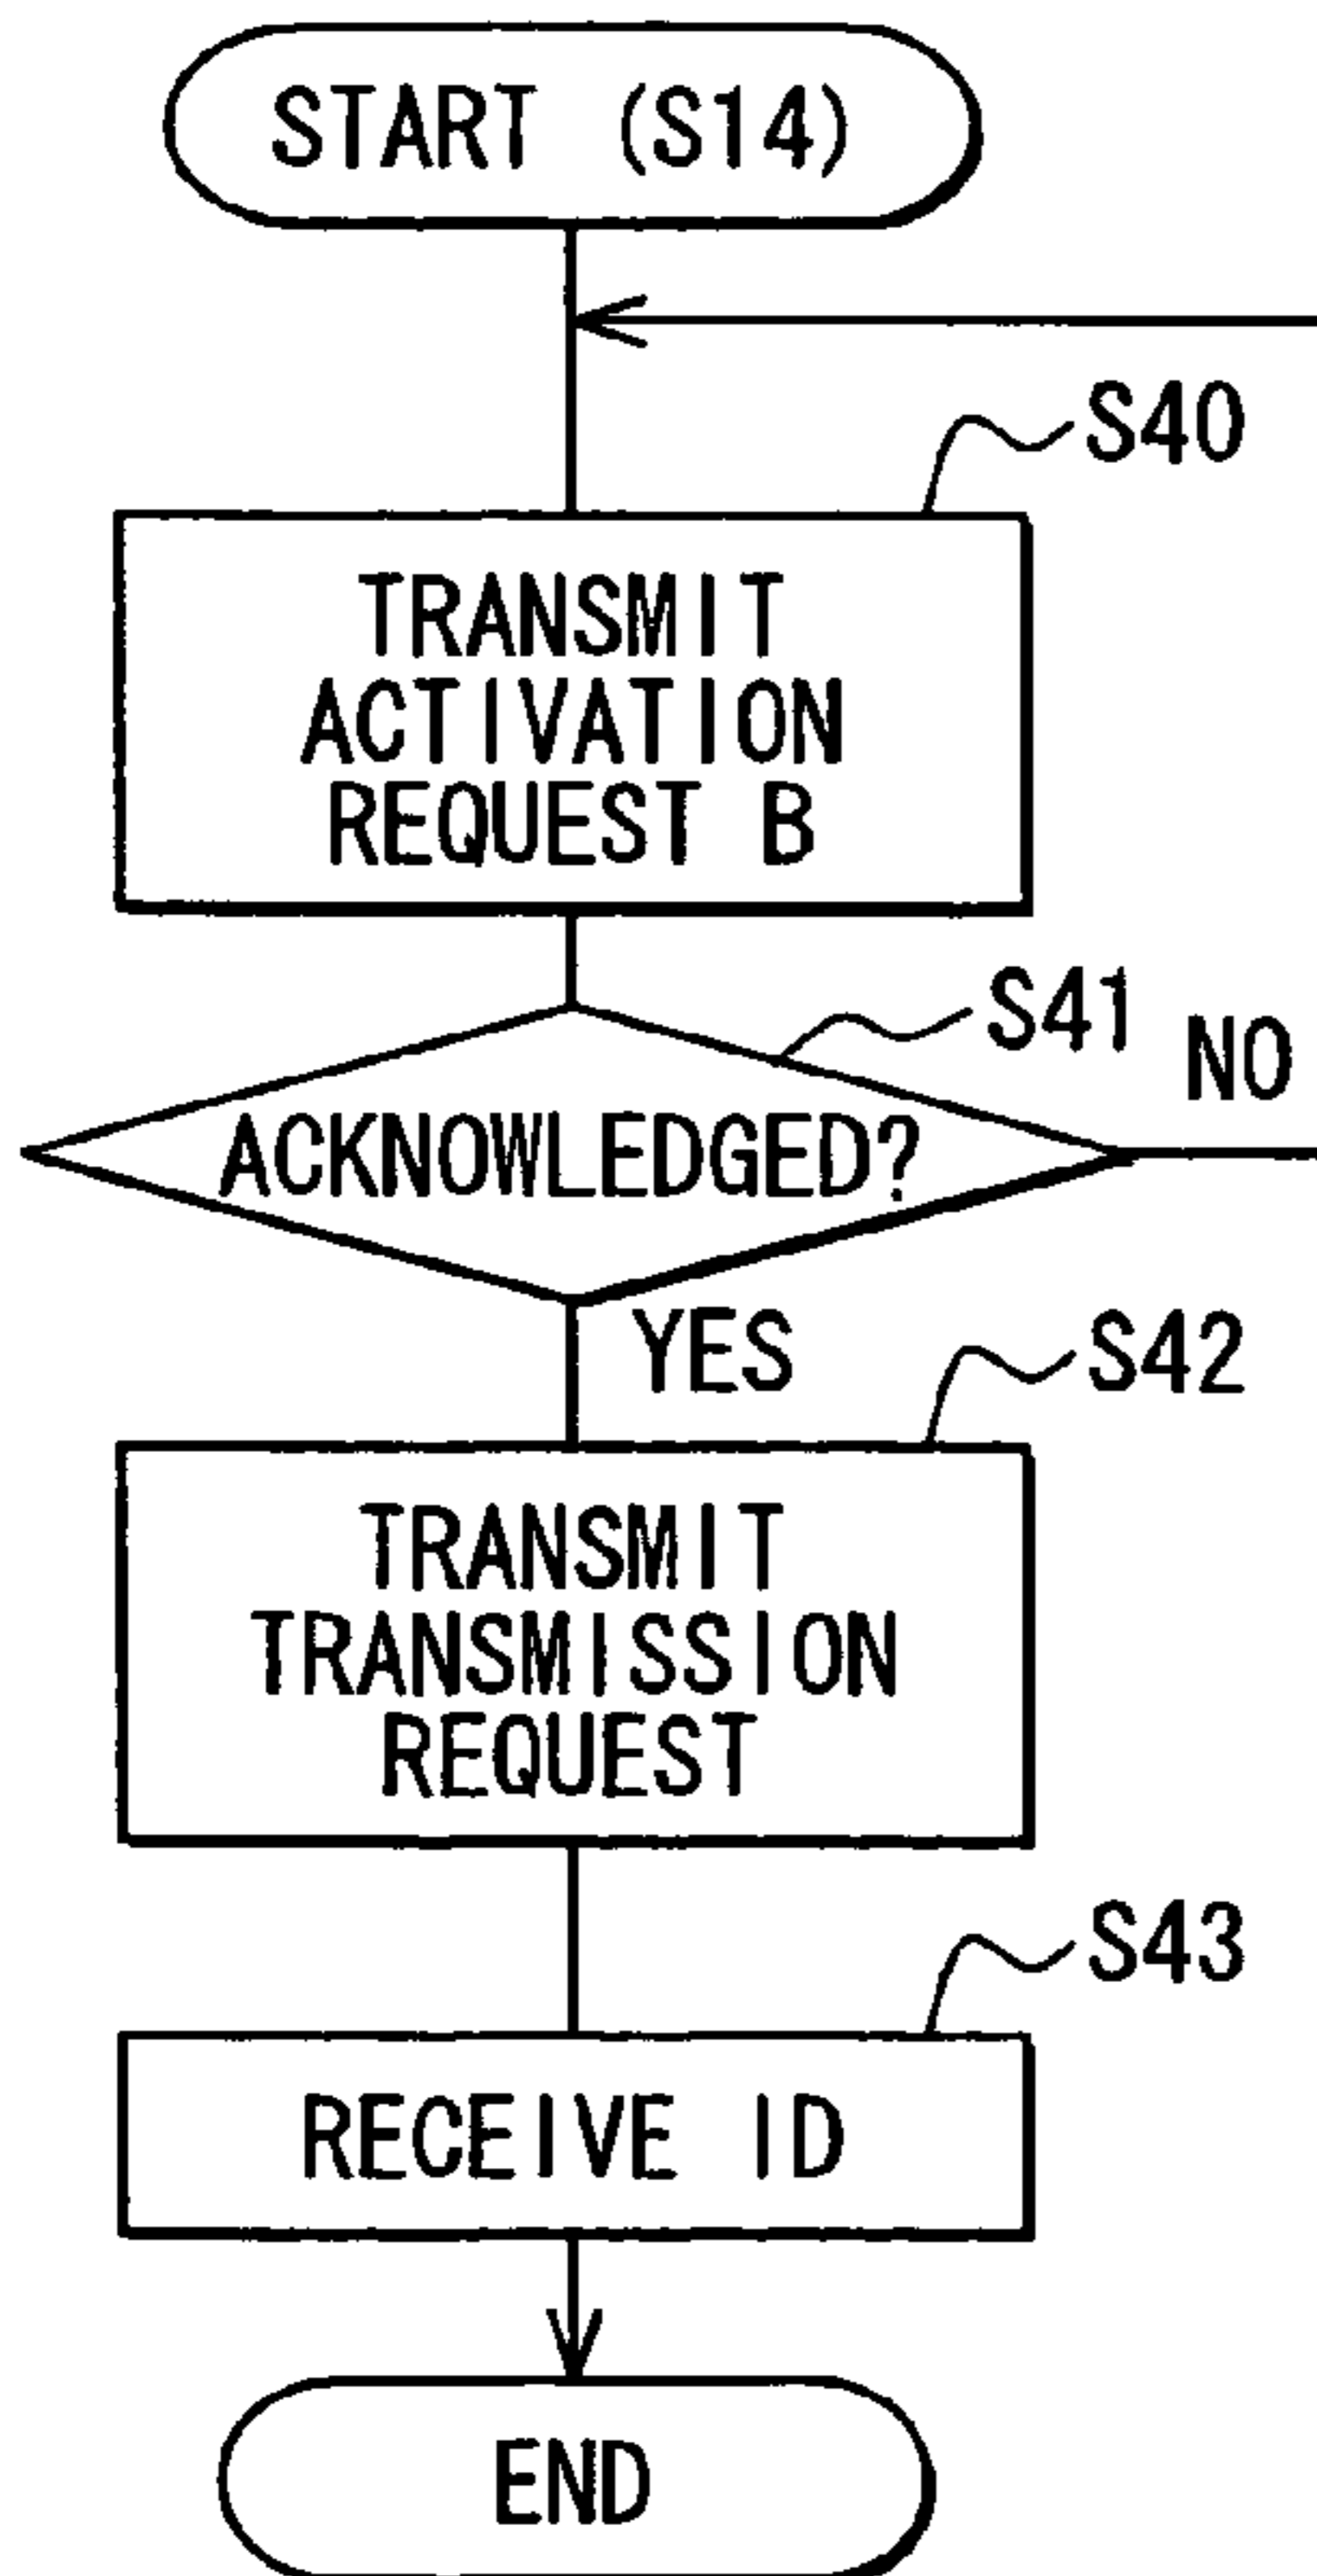 START (S14)
S40
TRANSMIT
ACTIVATION
REQUEST B
S41
NO
ACKNOWLEDGED?
YES
S42
TRANSMIT
TRANSMISSION
REQUEST
S43
RECEIVE ID
END